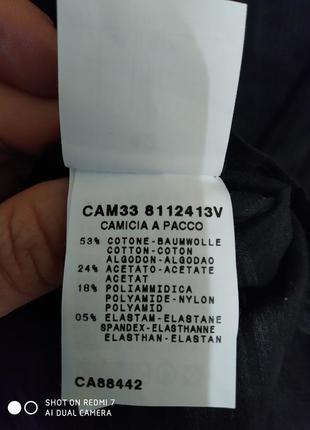 CAM33 8112413V
CAMICIA A PACCO
53% COTONE-BAUMWOLLE
COTTON-COTON
ALGODON-ALGODAO
24% ACETATO-ACETATE
ACETAT
18% POLIAMMIDICA
POLYAMIDE-NYLON
POLYAMID
05% ELASTAM-ELASTANE
SPANDEX-ELASTHANNE
ELASTHAN-ELASTAN
CA88442
SHOT ON REDMI 7
AI DUAL CAMERA